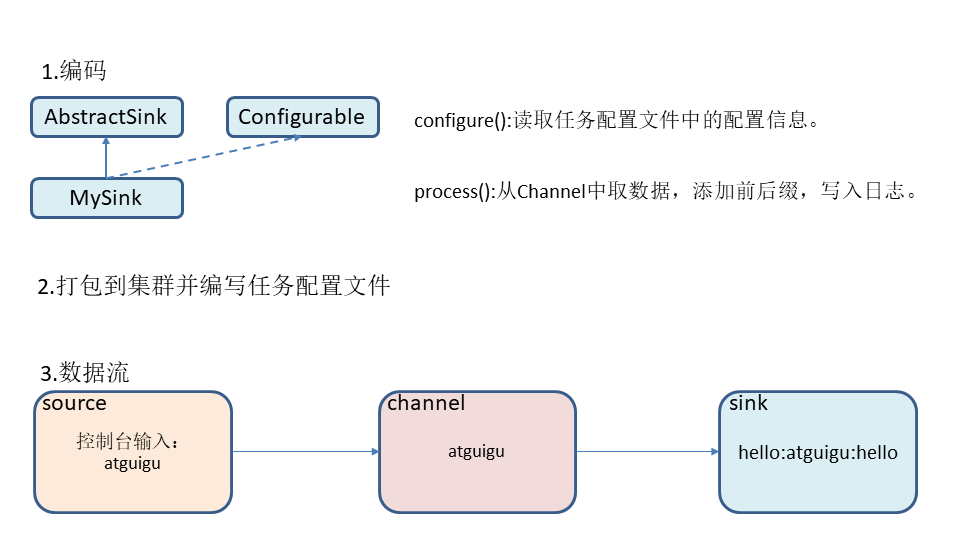 1.编码
AbstractSink
Configurable
configure():读取任务配置文件中的配置信息。
MySink
process():从Channel中取数据，添加前后缀，写入日志。
2.打包到集群并编写任务配置文件
3.数据流
source
控制台输入：
atguigu
channel
atguigu
sink
hello:atguigu:hello